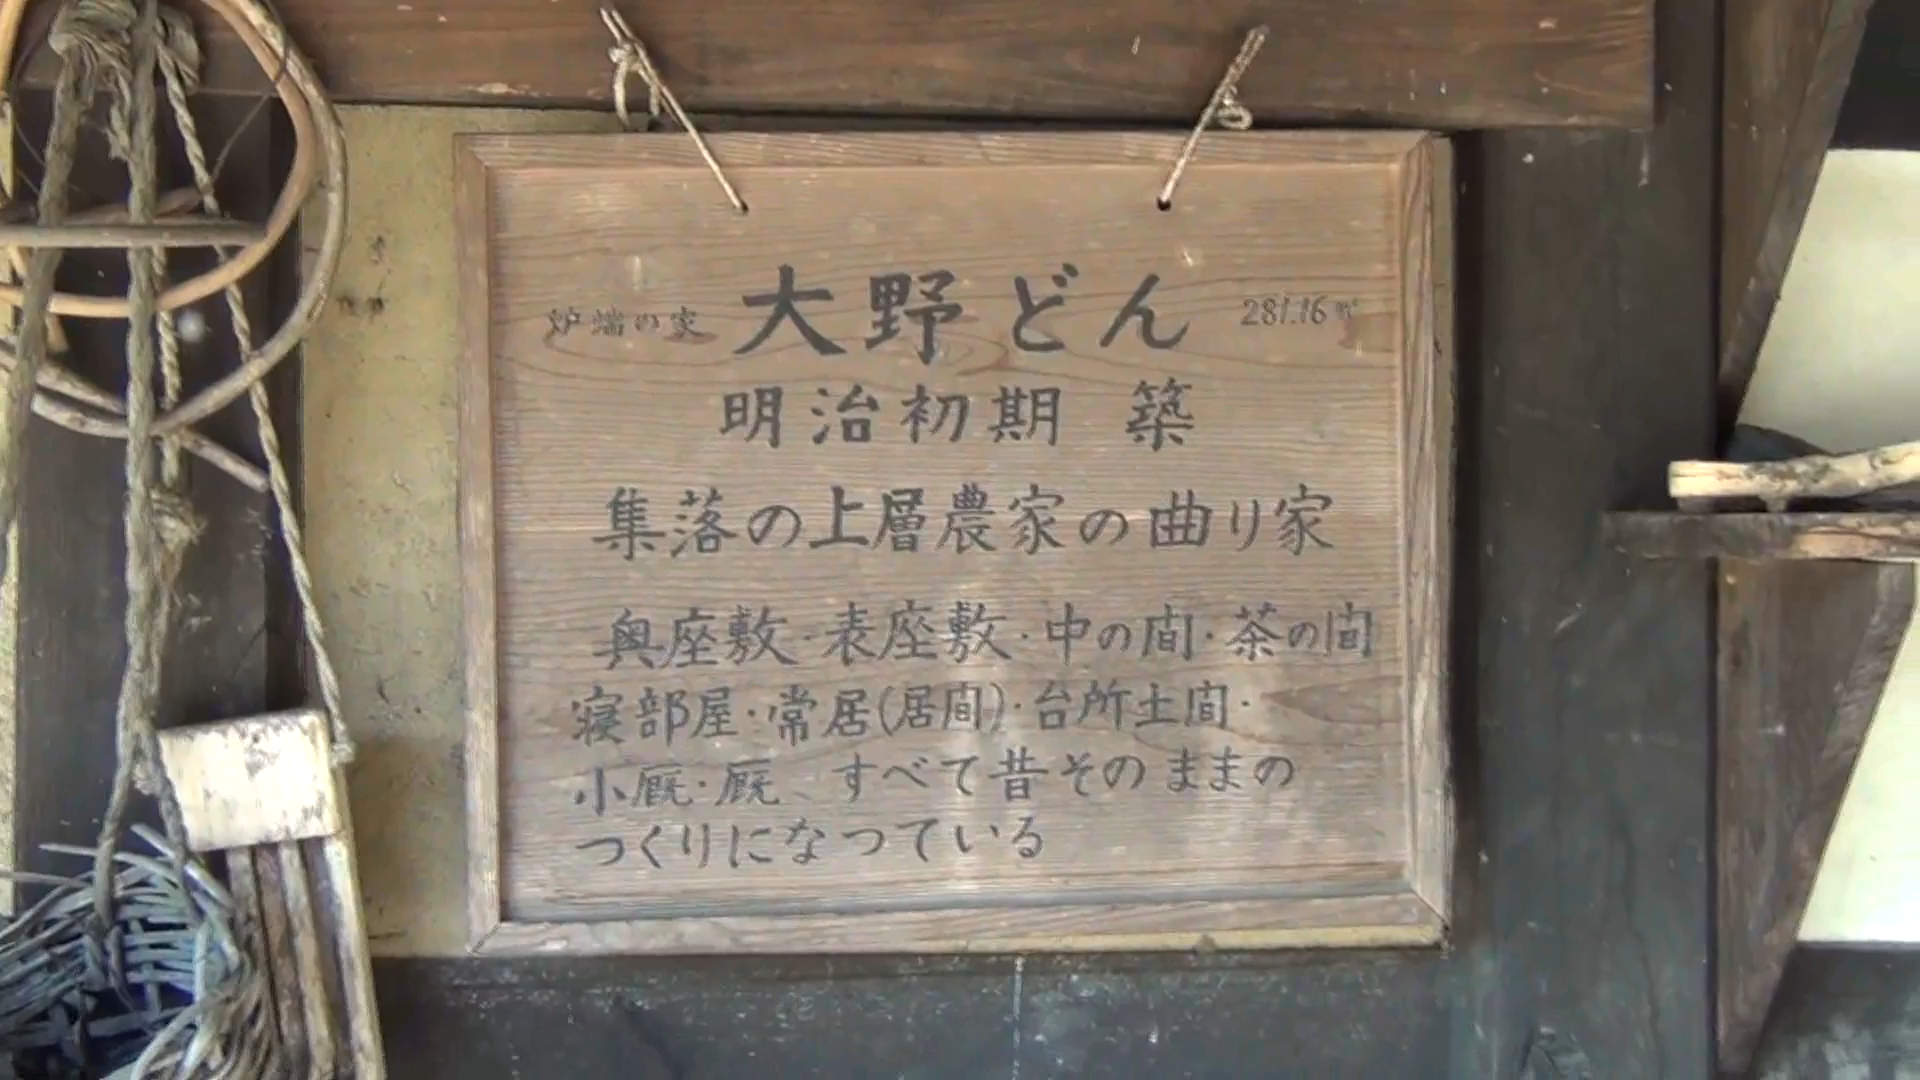 炉端の家 大野どん 281.16㎡
明治初期 築
集落の上層農家の曲り家
奥座敷・表座敷・中の間・茶の間
寝部屋・常居(居間)・台所土間・
小厩・厩、すべて昔そのままの
つくりになつている